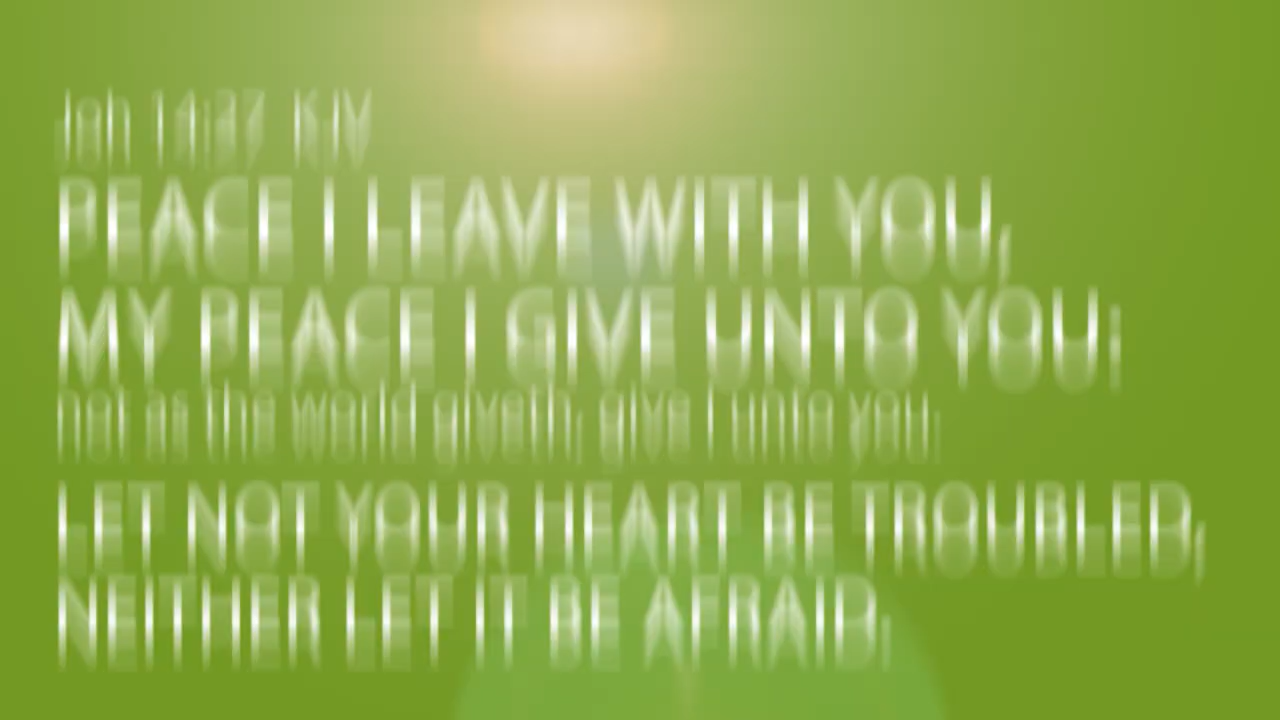 Joh 14:27 KJV
PEACE I LEAVE WITH YOU,
MY PEACE I GIVE UNTO YOU:
not as the world giveth, give I unto you.
LET NOT YOUR HEART BE TROUBLED,
NEITHER LET IT BE AFRAID.